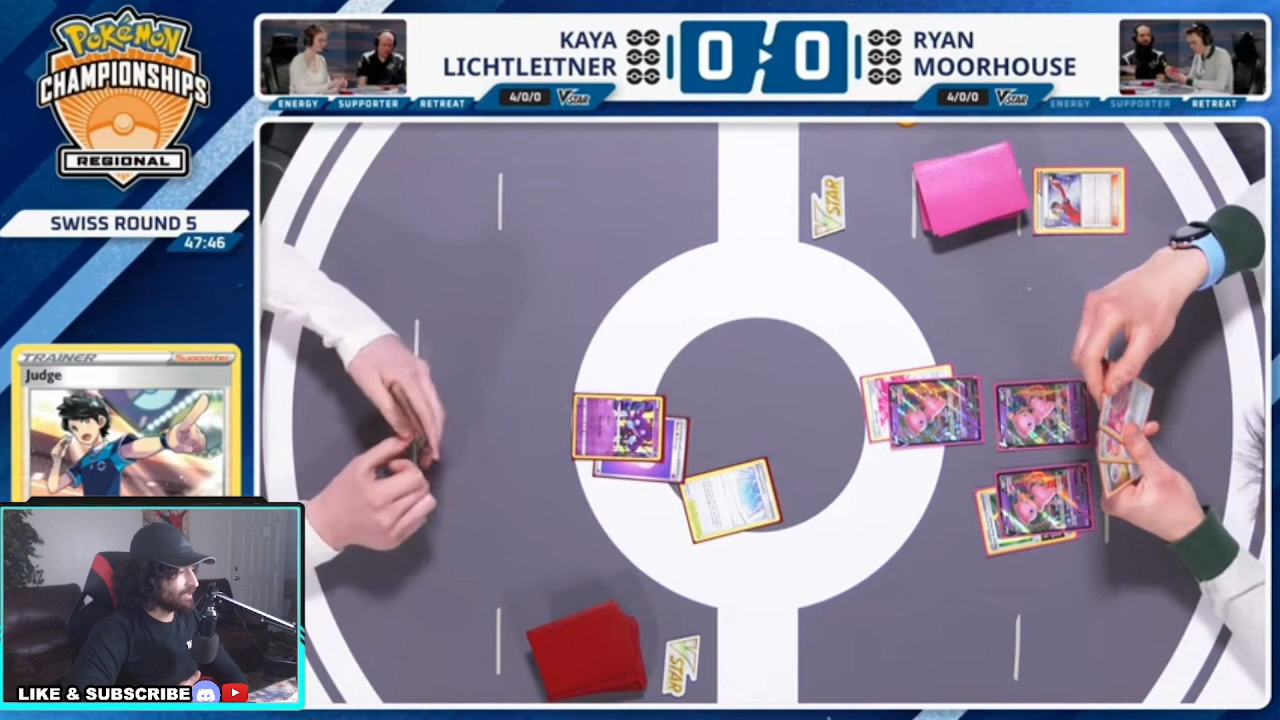 Pokémon
CHAMPIONSHIPS
REGIONAL
SWISS ROUND 5
47:46
KAYA
LICHTLEITNER
0 0
RYAN
MOORHOUSE
ENERGY SUPPORTER RETREAT
4/0/0 VSTAR
4/0/0 VSTAR
ENERGY SUPPORTER RETREAT
VSTAR
VSTAR
TRAINER Supporter
Judge
LIKE & SUBSCRIBE